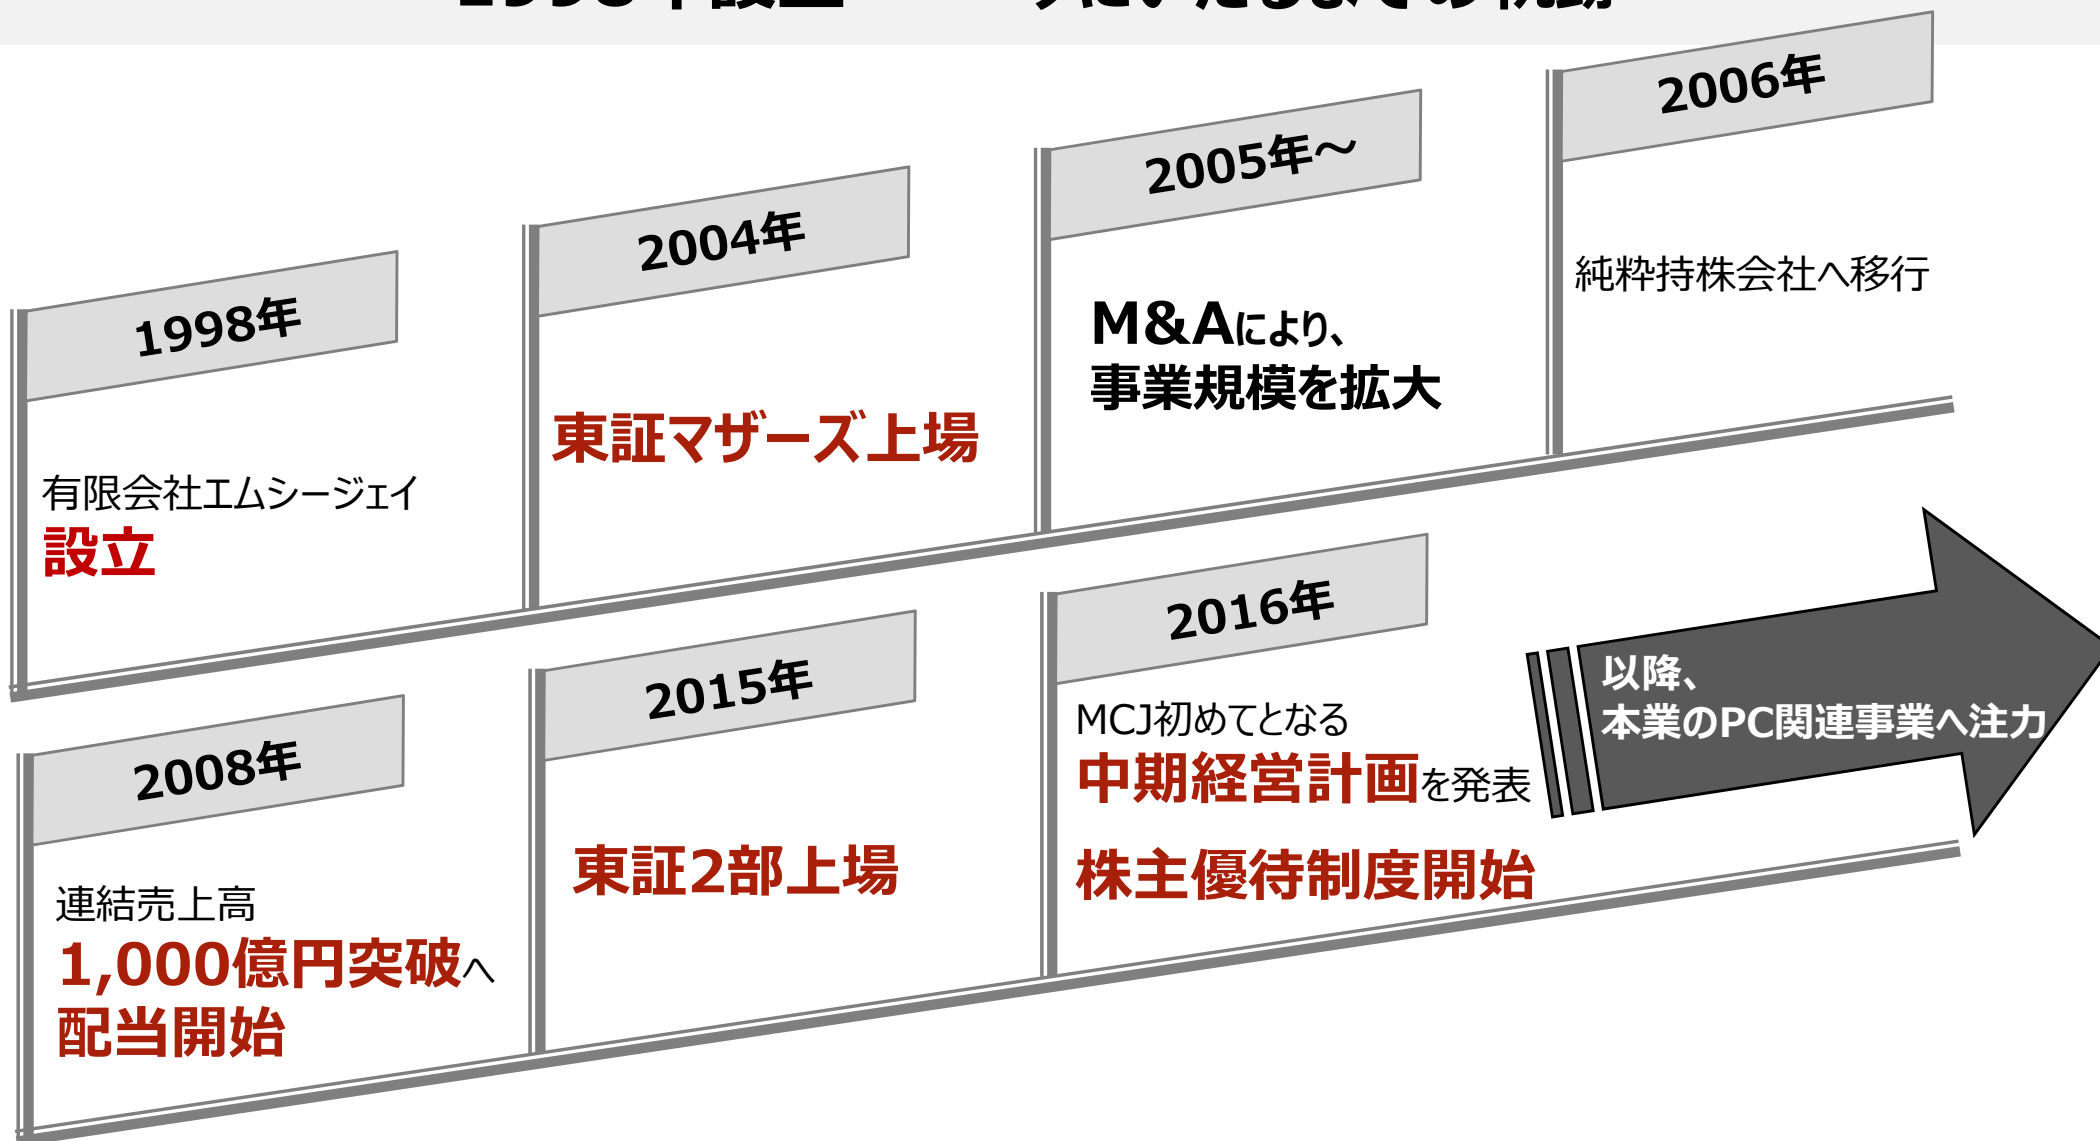 1998年
有限会社エムシージェイ
設立
2004年
東証マザーズ上場
2005年～
M&Aにより、
事業規模を拡大
2006年
純粋持株会社へ移行
2008年
連結売上高
1,000億円突破へ
配当開始
2015年
東証2部上場
2016年
MCJ初めてとなる
中期経営計画を発表
株主優待制度開始
以降、
本業のPC関連事業へ注力